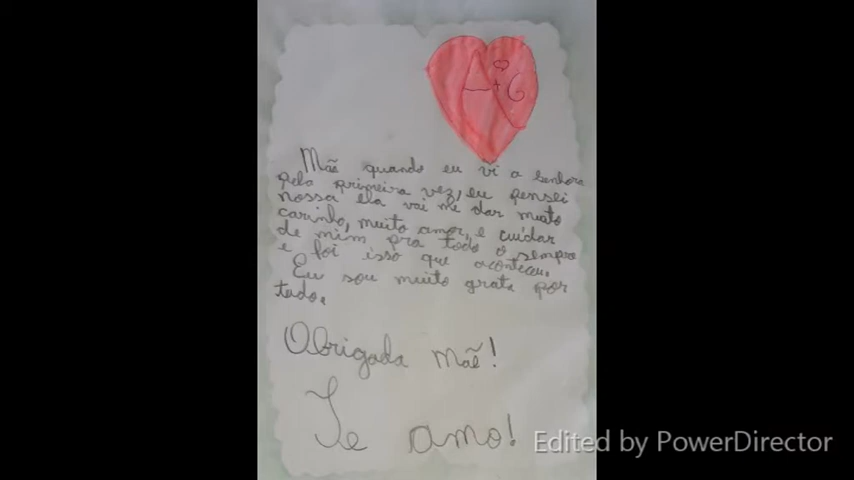 A + G
Mãe quando eu vi a senhora
pela primeira vez, eu pensei
nossa ela vai me dar muito
carinho, muito amor, e cuidar
de mim pra todo o sempre
e foi isso que aconteceu.
Eu sou muito grata por
tudo.
Obrigada mãe!
Te amo!
Edited by PowerDirector